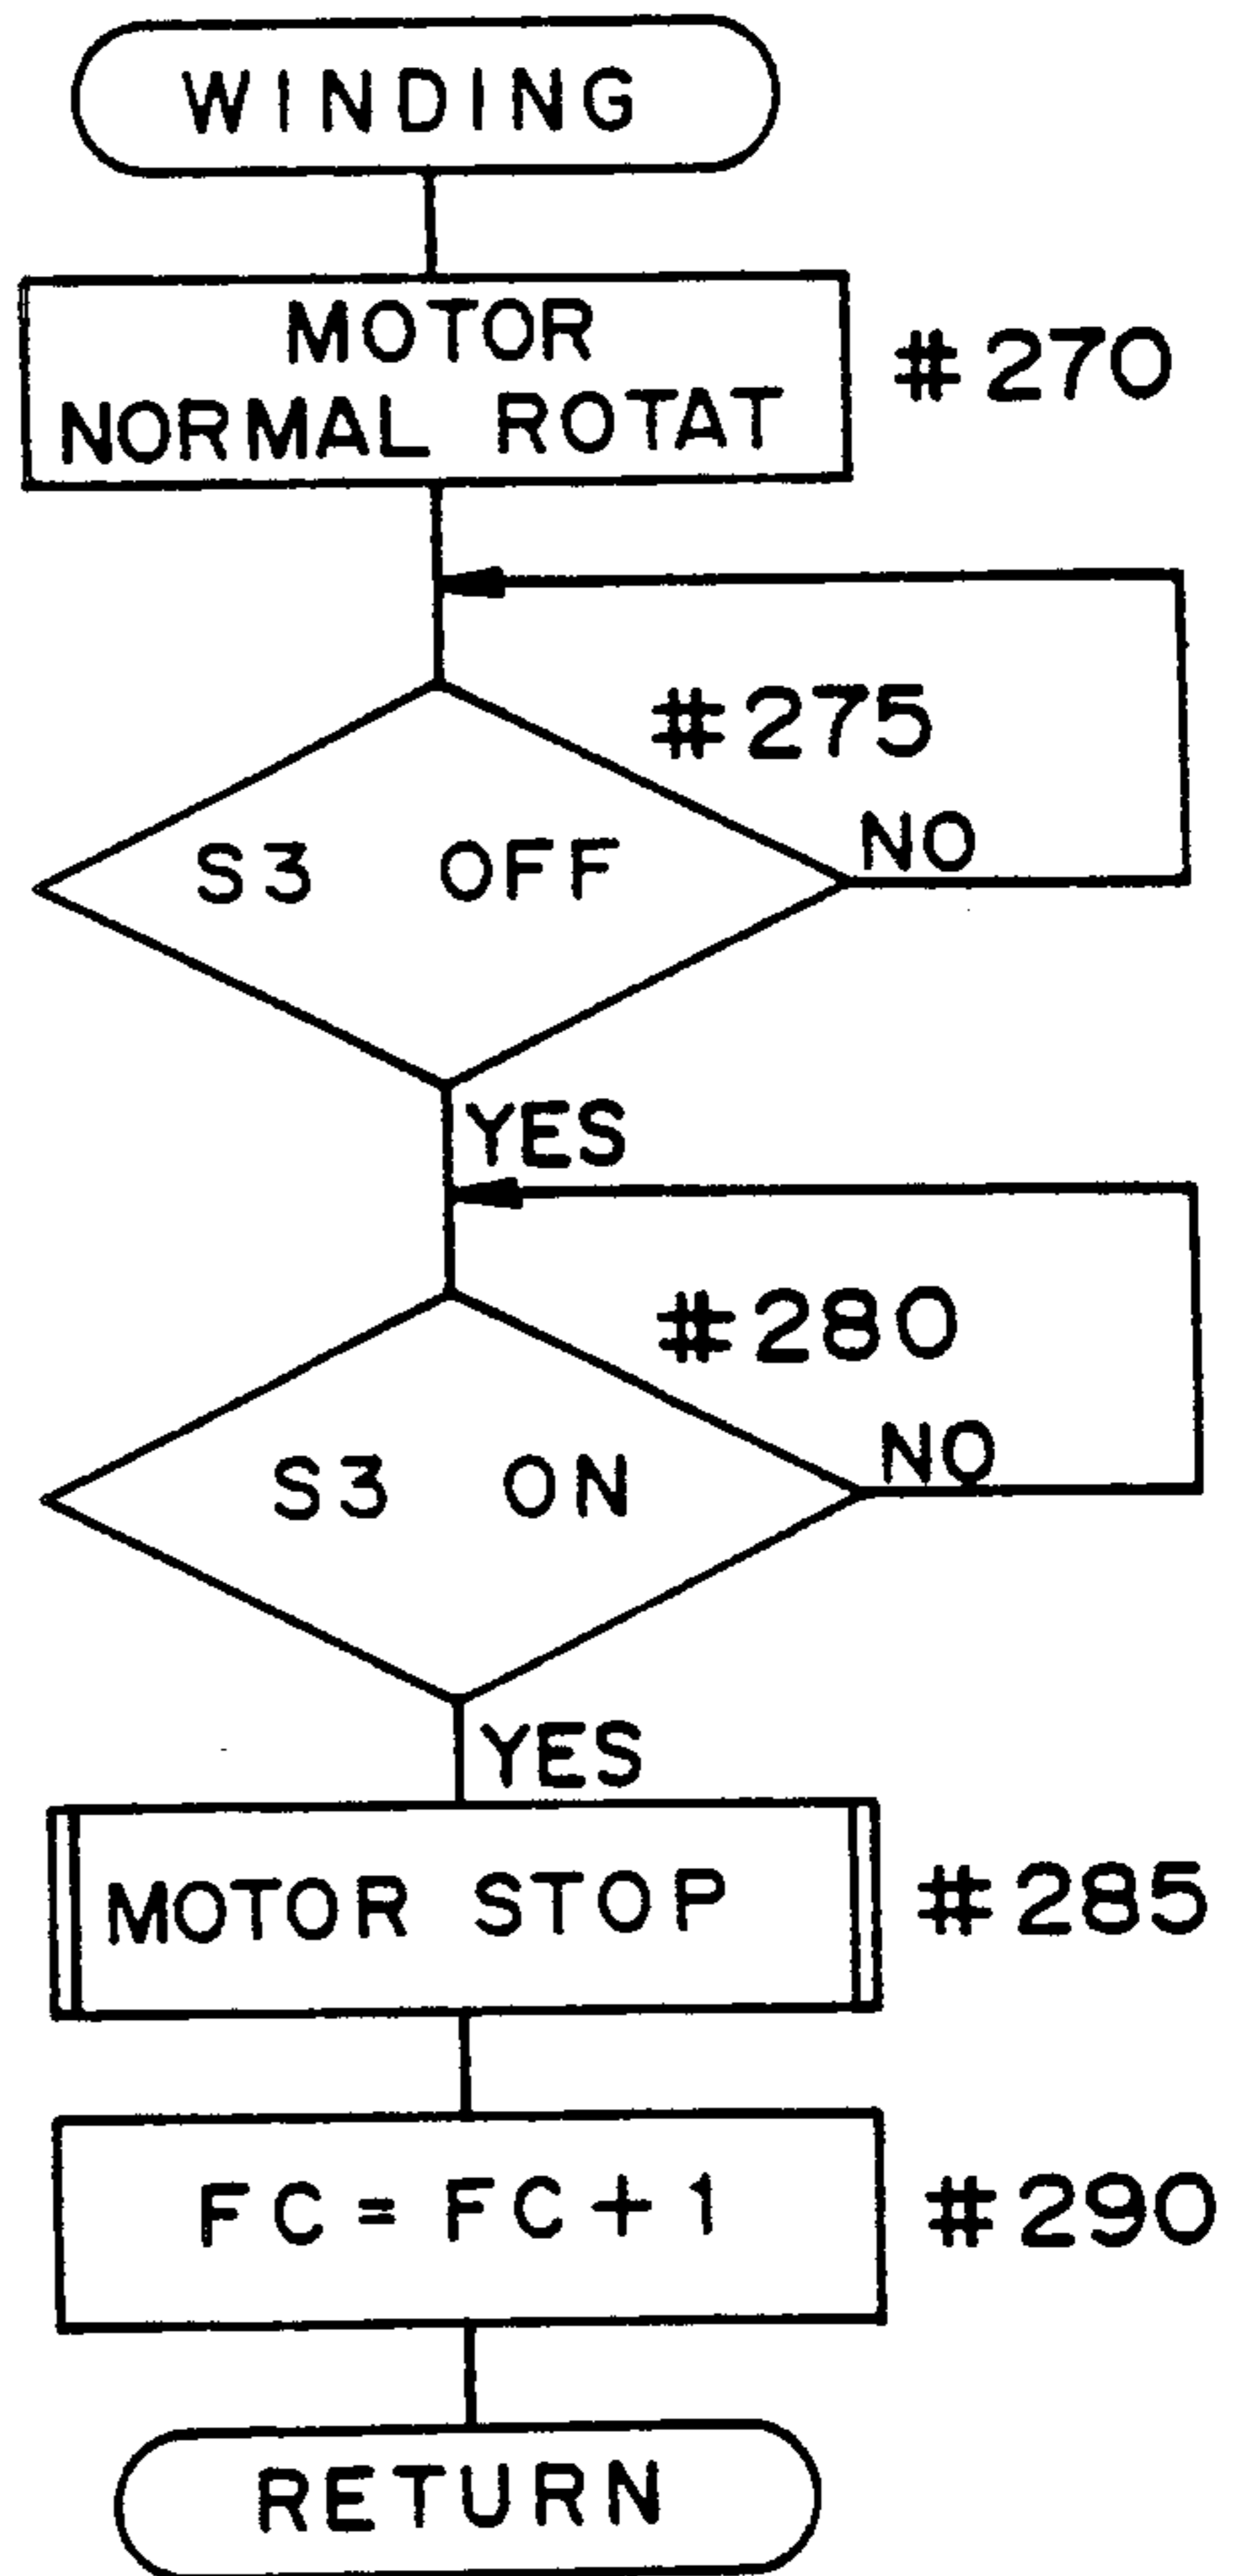 WINDING
MOTOR
NORMAL ROTAT
#270
#275
S3 OFF
NO
YES
#280
S3 ON
NO
YES
MOTOR STOP
#285
FC = FC + 1
#290
RETURN